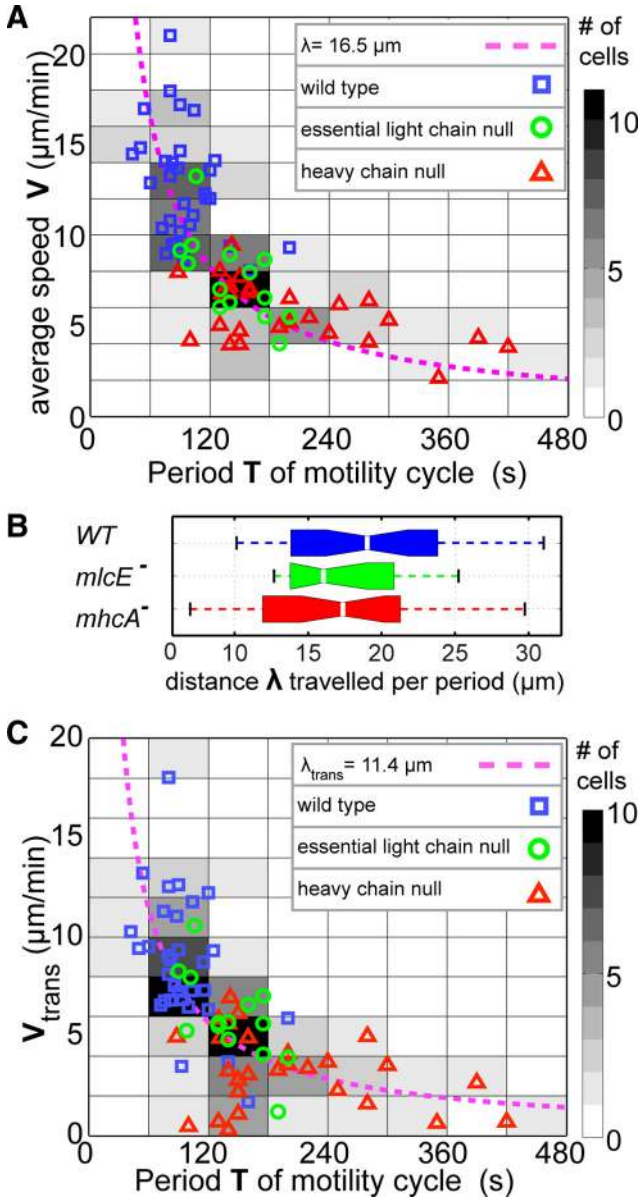 A
average speed V (µm/min)
20
15
10
5
0
λ= 16.5 µm
wild type
essential light chain null
heavy chain null
# of
cells
10
5
0
0 120 240 360 480
Period T of motility cycle (s)
B
WT
mlcE -
mhcA -
10 15 20 25 30
distance λ travelled per period (µm)
C
V trans (µm/min)
20
15
10
5
0
λ trans = 11.4 µm
wild type
essential light chain null
heavy chain null
# of
cells
10
5
0
0 120 240 360 480
Period T of motility cycle (s)